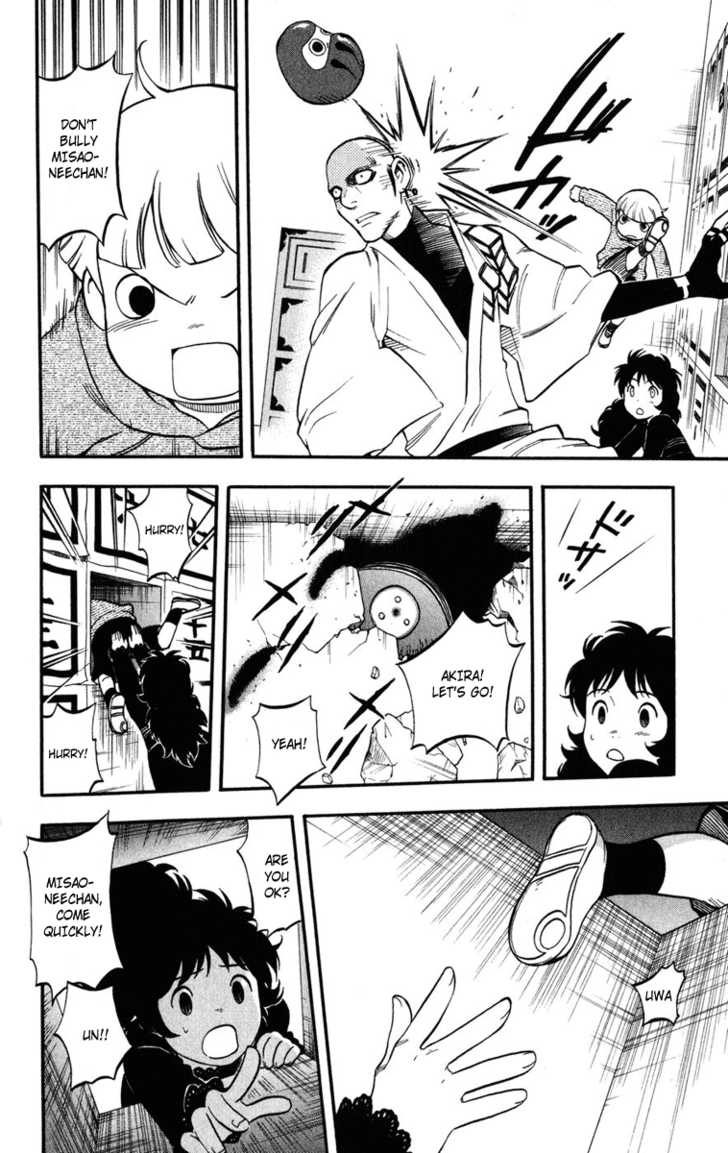 DON'T
BULLY
MISAO-
NEECHAN!
AKIRA!
LET'S GO!
YEAH!
HURRY!
HURRY!
UWA
ARE
YOU
OK?
MISAO-
NEECHAN,
COME
QUICKLY!
UN!!